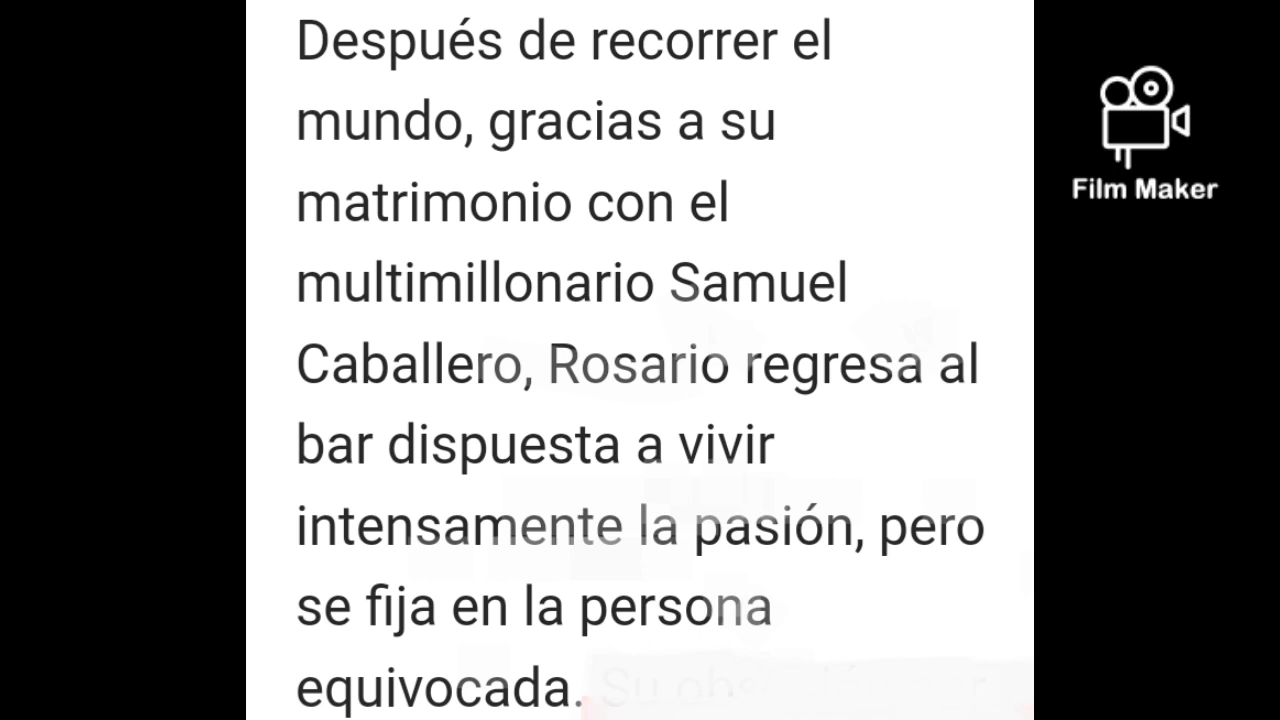 Después de recorrer el
mundo, gracias a su
matrimonio con el
multimillonario Samuel
Caballero, Rosario regresa al
bar dispuesta a vivir
intensamente la pasión, pero
se fija en la persona
equivocada. Su
Film Maker